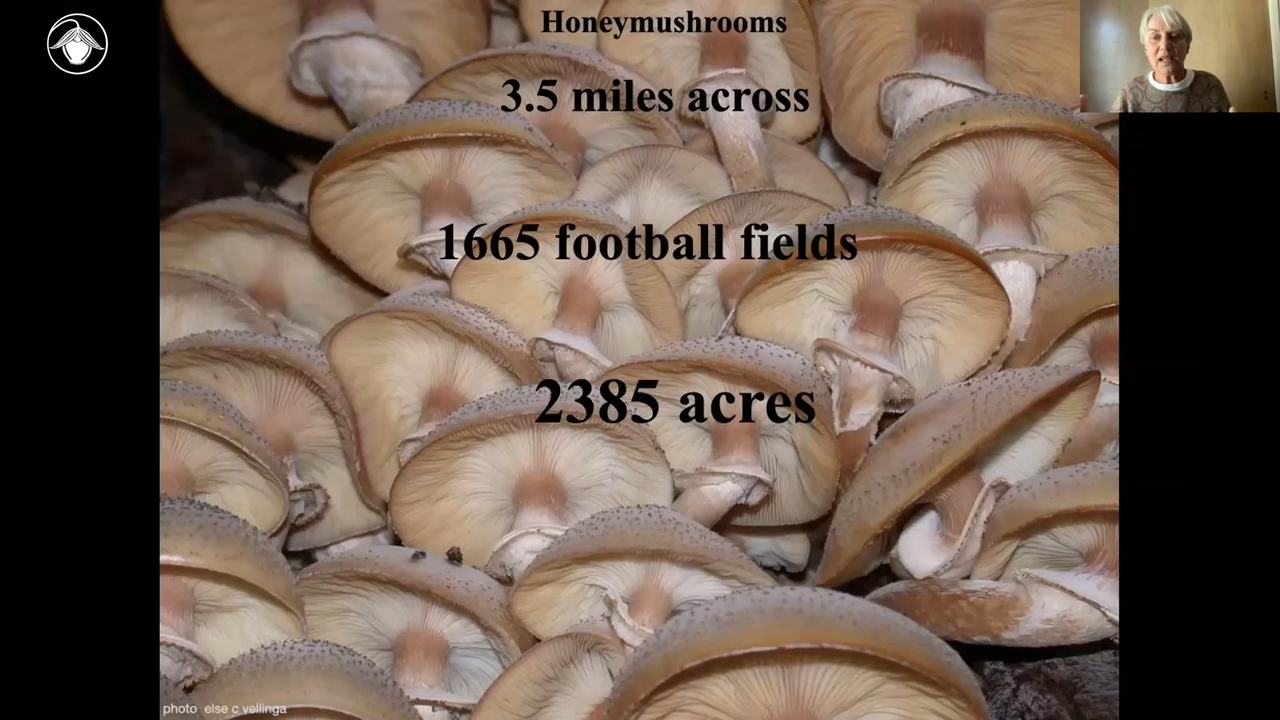 Honeymushrooms
3.5 miles across
1665 football fields
2385 acres
photo else c vellinga